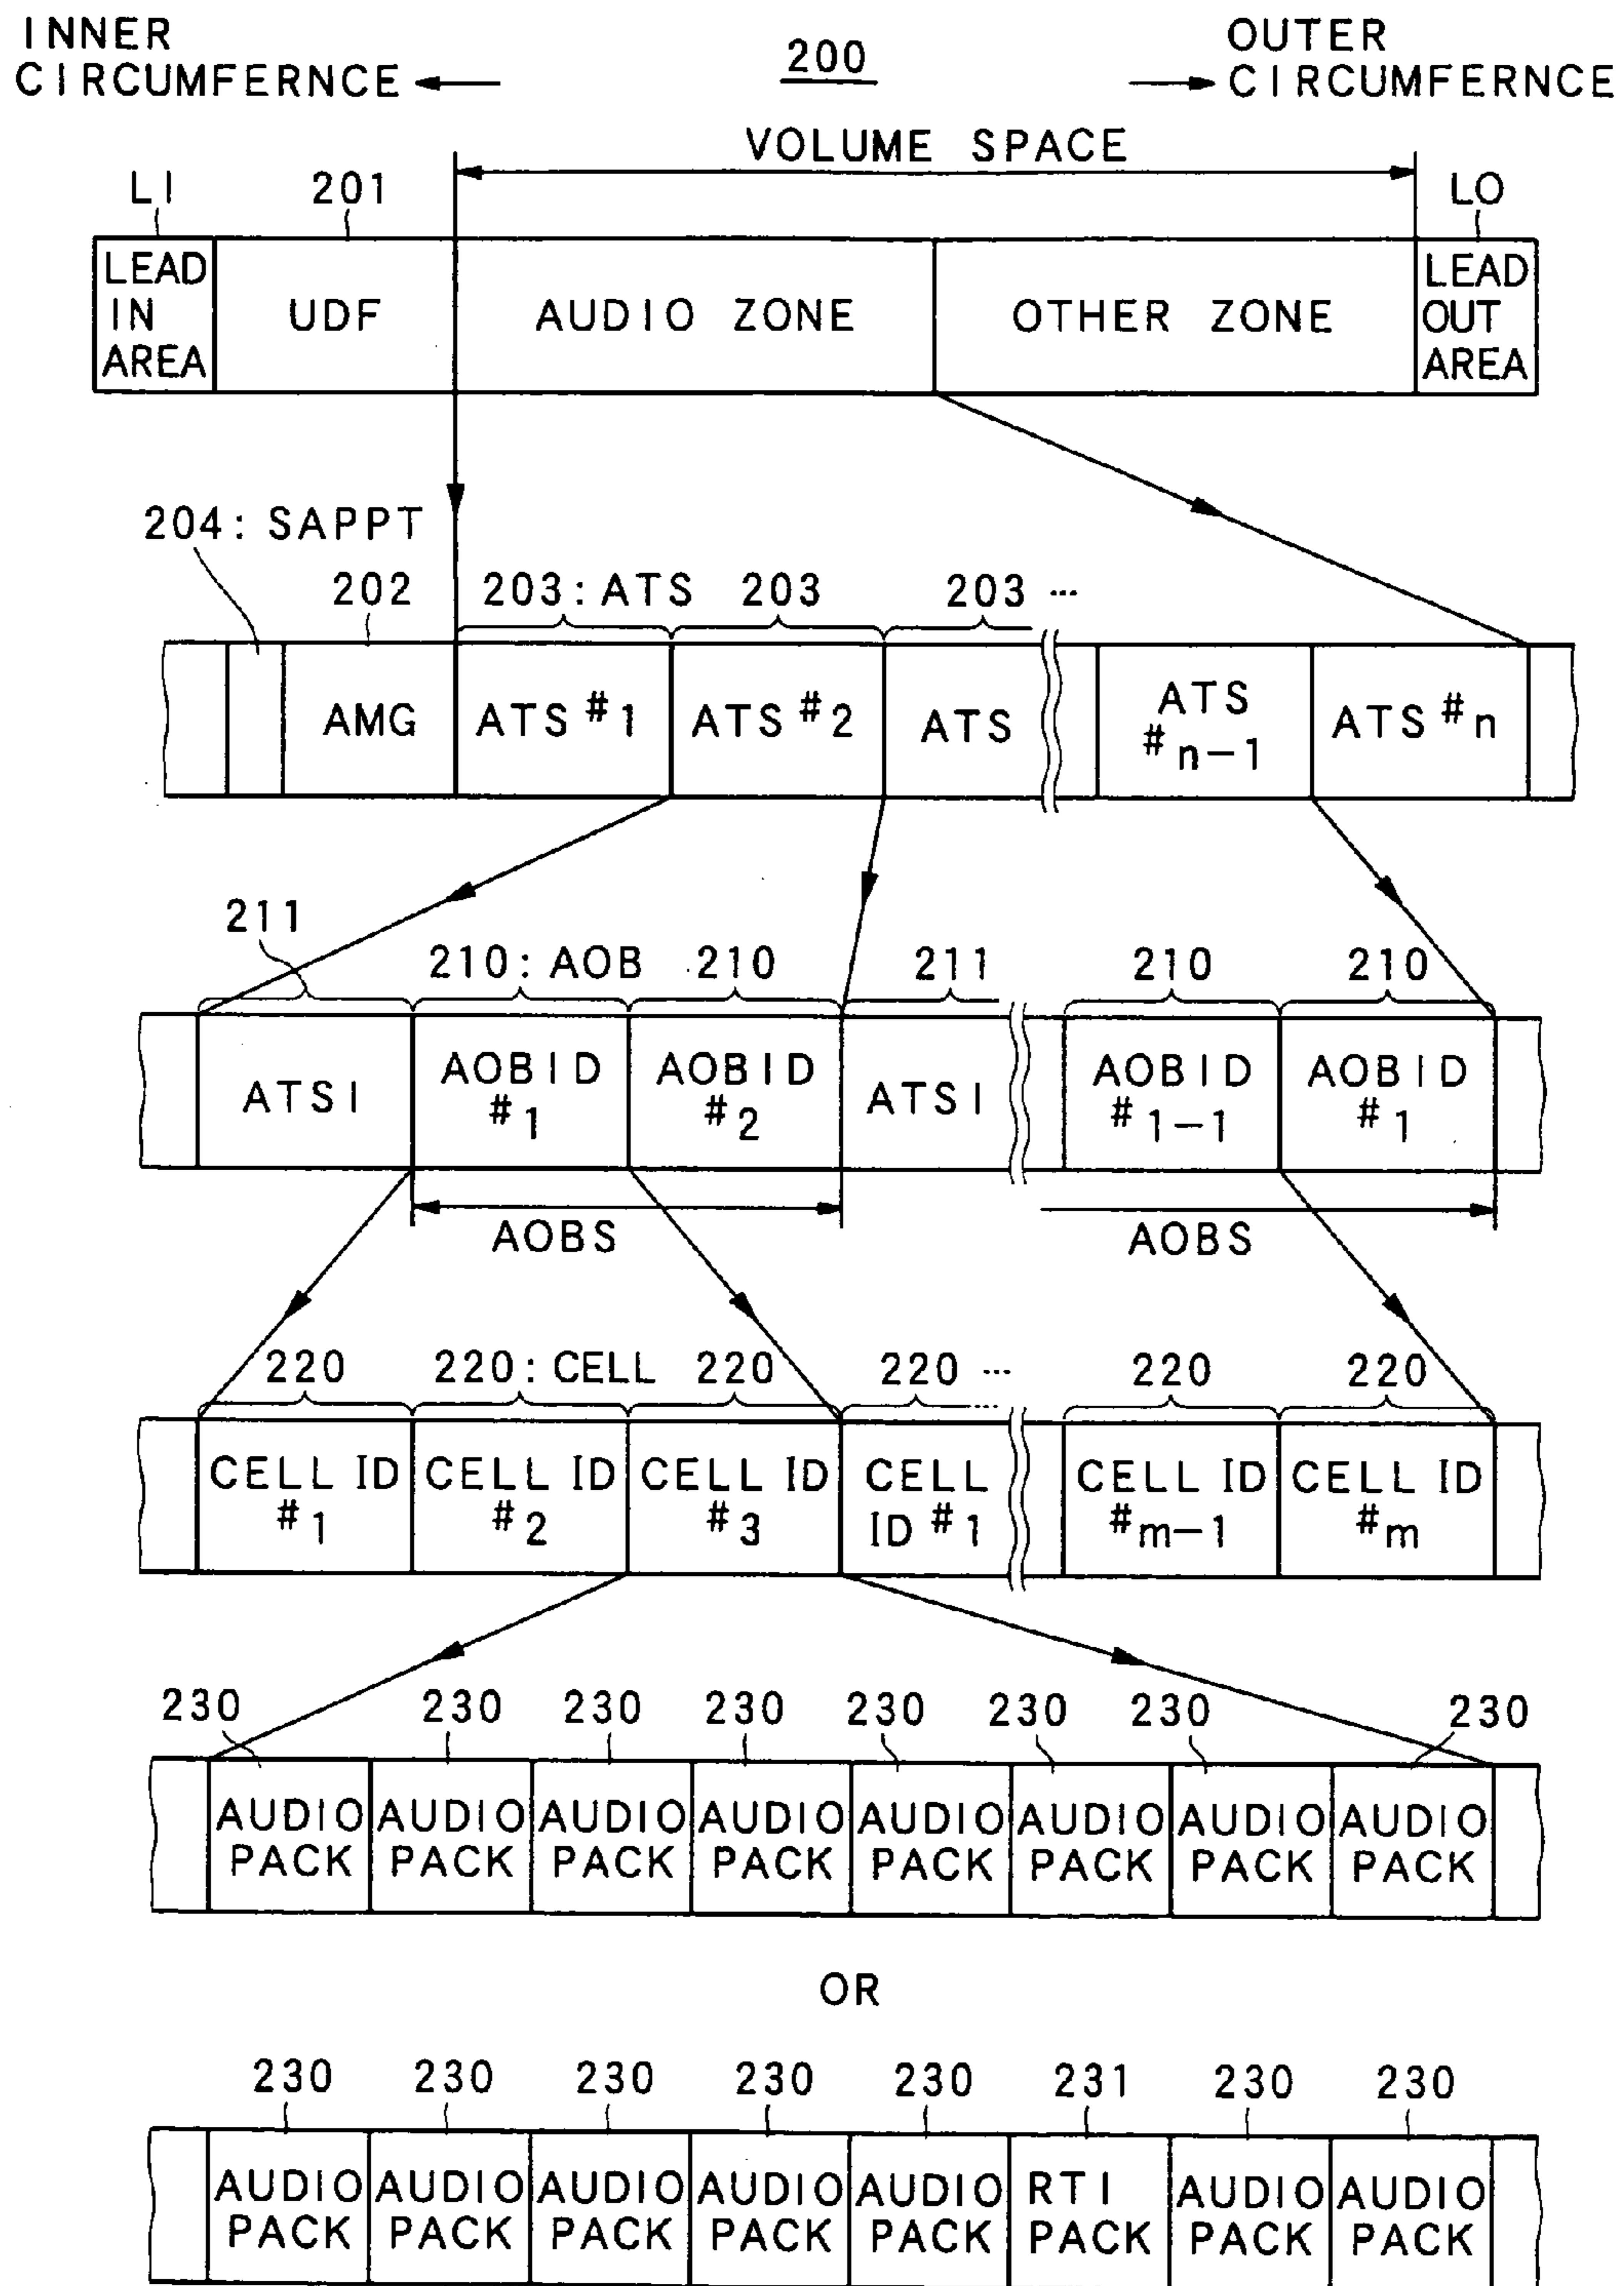 INNER
CIRCUMFERNCE
200
OUTER
CIRCUMFERNCE
VOLUME SPACE
LI
201
LO
LEAD
IN
AREA
UDF
AUDIO ZONE
OTHER ZONE
LEAD
OUT
AREA
204: SAPPT
202
203: ATS
203
203 ...
AMG
ATS #1
ATS #2
ATS
ATS
#n-1
ATS #n
211
210: AOB
210
211
210
210
ATSI
AOBID
#1
AOBID
#2
ATSI
AOBID
#1-1
AOBID
#1
AOBS
AOBS
220
220: CELL
220
220 ...
220
220
CELL ID
#1
CELL ID
#2
CELL ID
#3
CELL
ID #1
CELL ID
#m-1
CELL ID
#m
230
230
230
230
230
230
230
230
AUDIO
PACK
AUDIO
PACK
AUDIO
PACK
AUDIO
PACK
AUDIO
PACK
AUDIO
PACK
AUDIO
PACK
AUDIO
PACK
OR
230
230
230
230
230
231
230
230
AUDIO
PACK
AUDIO
PACK
AUDIO
PACK
AUDIO
PACK
AUDIO
PACK
RTI
PACK
AUDIO
PACK
AUDIO
PACK